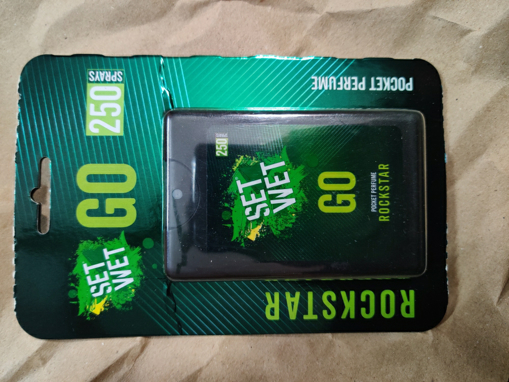 SET
WET
GO
250
SPRAYS
POCKET PERFUME
ROCKSTAR
250
SET
WET
GO
POCKET PERFUME
ROCKSTAR